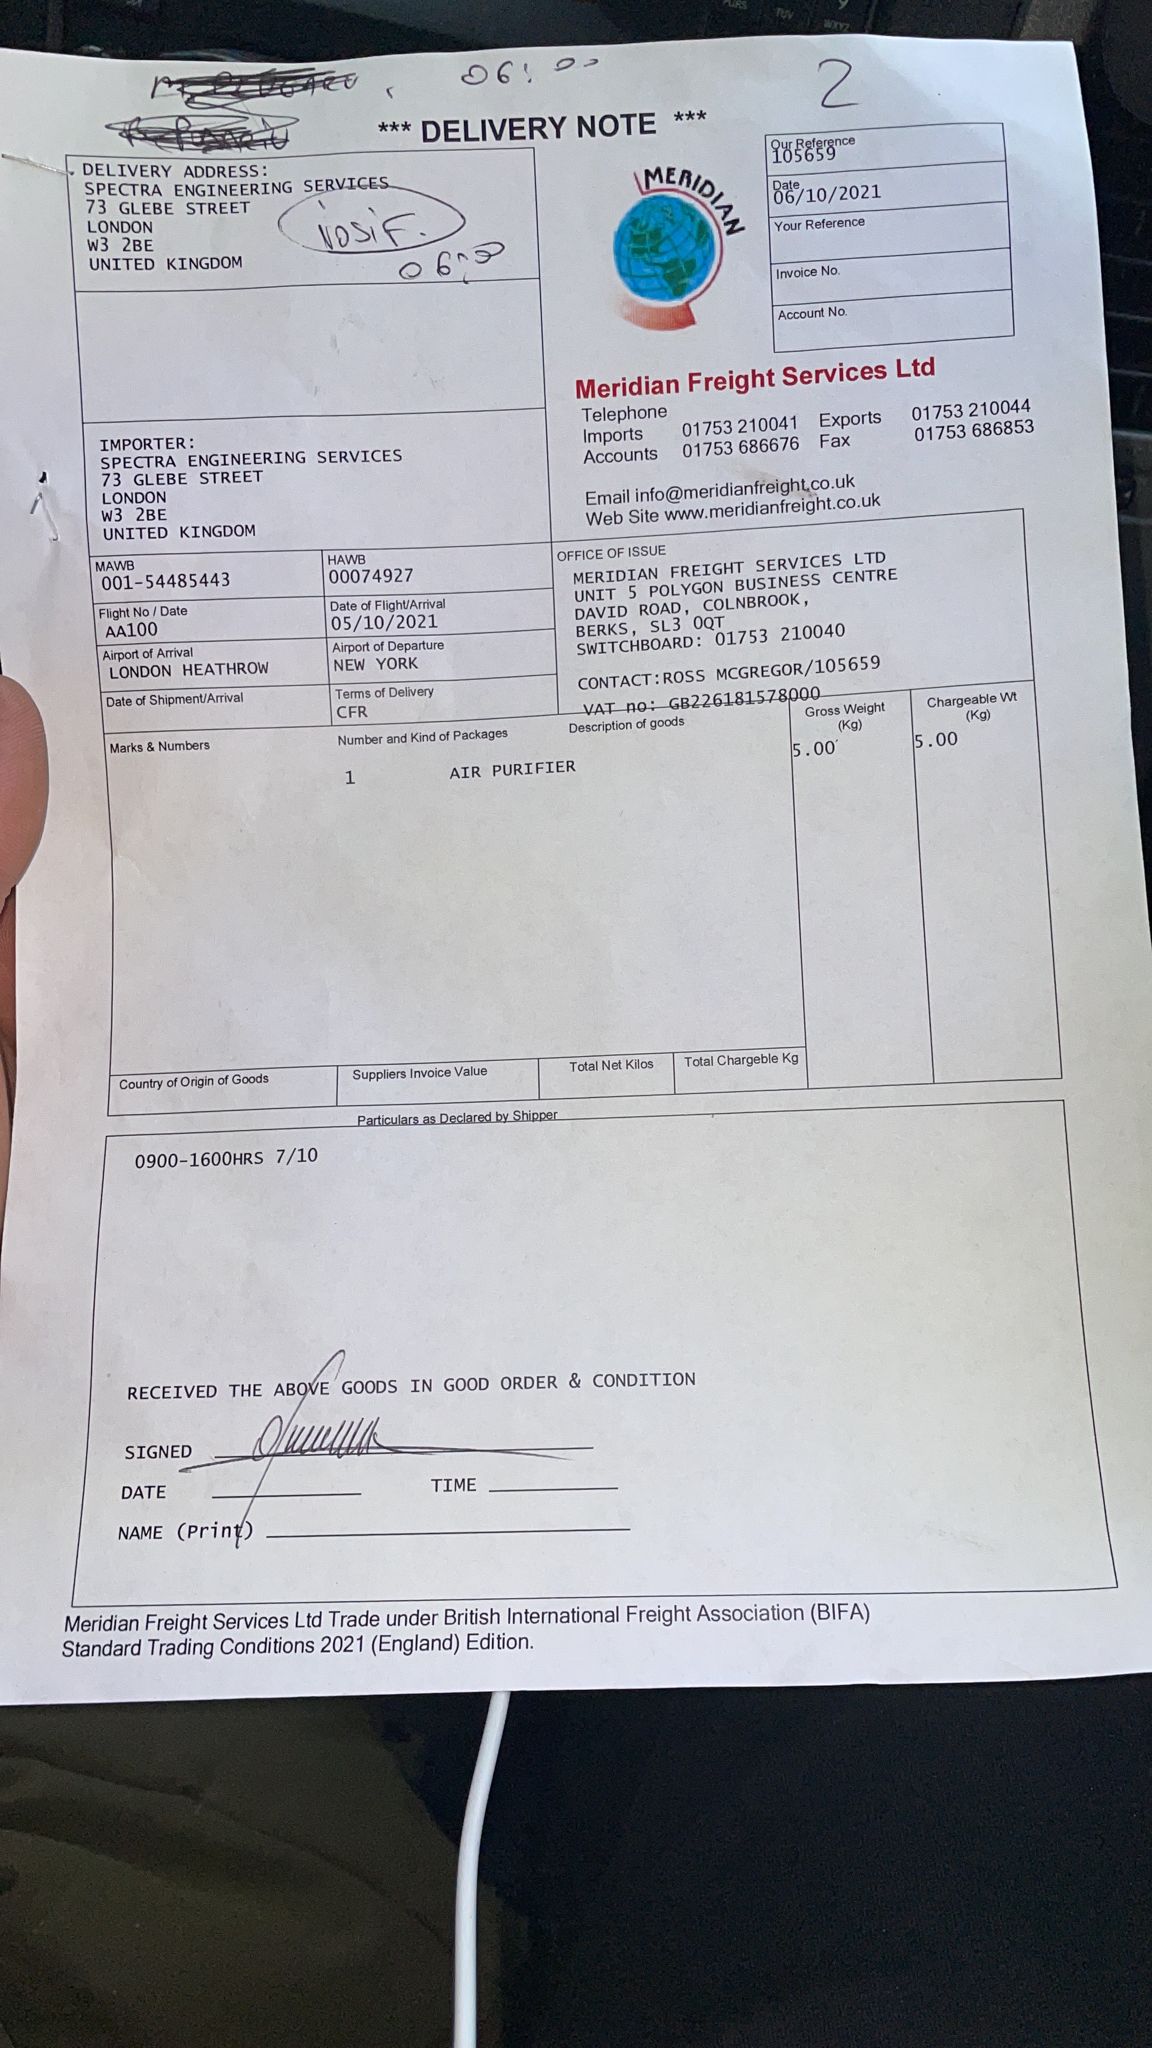 06:00
2
*** DELIVERY NOTE ***
DELIVERY ADDRESS:
SPECTRA ENGINEERING SERVICES
73 GLEBE STREET
LONDON
W3 2BE
UNITED KINGDOM
iosif.
06:00
MERIDIAN
Our Reference
105659
Date
06/10/2021
Your Reference
Invoice No.
Account No.
Meridian Freight Services Ltd
Telephone
Imports 01753 210041 Exports 01753 210044
Accounts 01753 686676 Fax 01753 686853
Email info@meridianfreight.co.uk
Web Site www.meridianfreight.co.uk
IMPORTER:
SPECTRA ENGINEERING SERVICES
73 GLEBE STREET
LONDON
W3 2BE
UNITED KINGDOM
MAWB
001-54485443
HAWB
00074927
Flight No / Date
AA100
Date of Flight/Arrival
05/10/2021
Airport of Arrival
LONDON HEATHROW
Airport of Departure
NEW YORK
Date of Shipment/Arrival
Terms of Delivery
CFR
OFFICE OF ISSUE
MERIDIAN FREIGHT SERVICES LTD
UNIT 5 POLYGON BUSINESS CENTRE
DAVID ROAD, COLNBROOK,
BERKS, SL3 0QT
SWITCHBOARD: 01753 210040
CONTACT:ROSS MCGREGOR/105659
VAT no: GB226181578000
Marks & Numbers
Number and Kind of Packages
Description of goods
Gross Weight
(Kg)
Chargeable Wt
(Kg)
1 AIR PURIFIER
5.00
5.00
Country of Origin of Goods
Suppliers Invoice Value
Total Net Kilos
Total Chargeble Kg
Particulars as Declared by Shipper
0900-1600HRS 7/10
RECEIVED THE ABOVE GOODS IN GOOD ORDER & CONDITION
SIGNED
DATE
TIME
NAME (Print)
Meridian Freight Services Ltd Trade under British International Freight Association (BIFA)
Standard Trading Conditions 2021 (England) Edition.